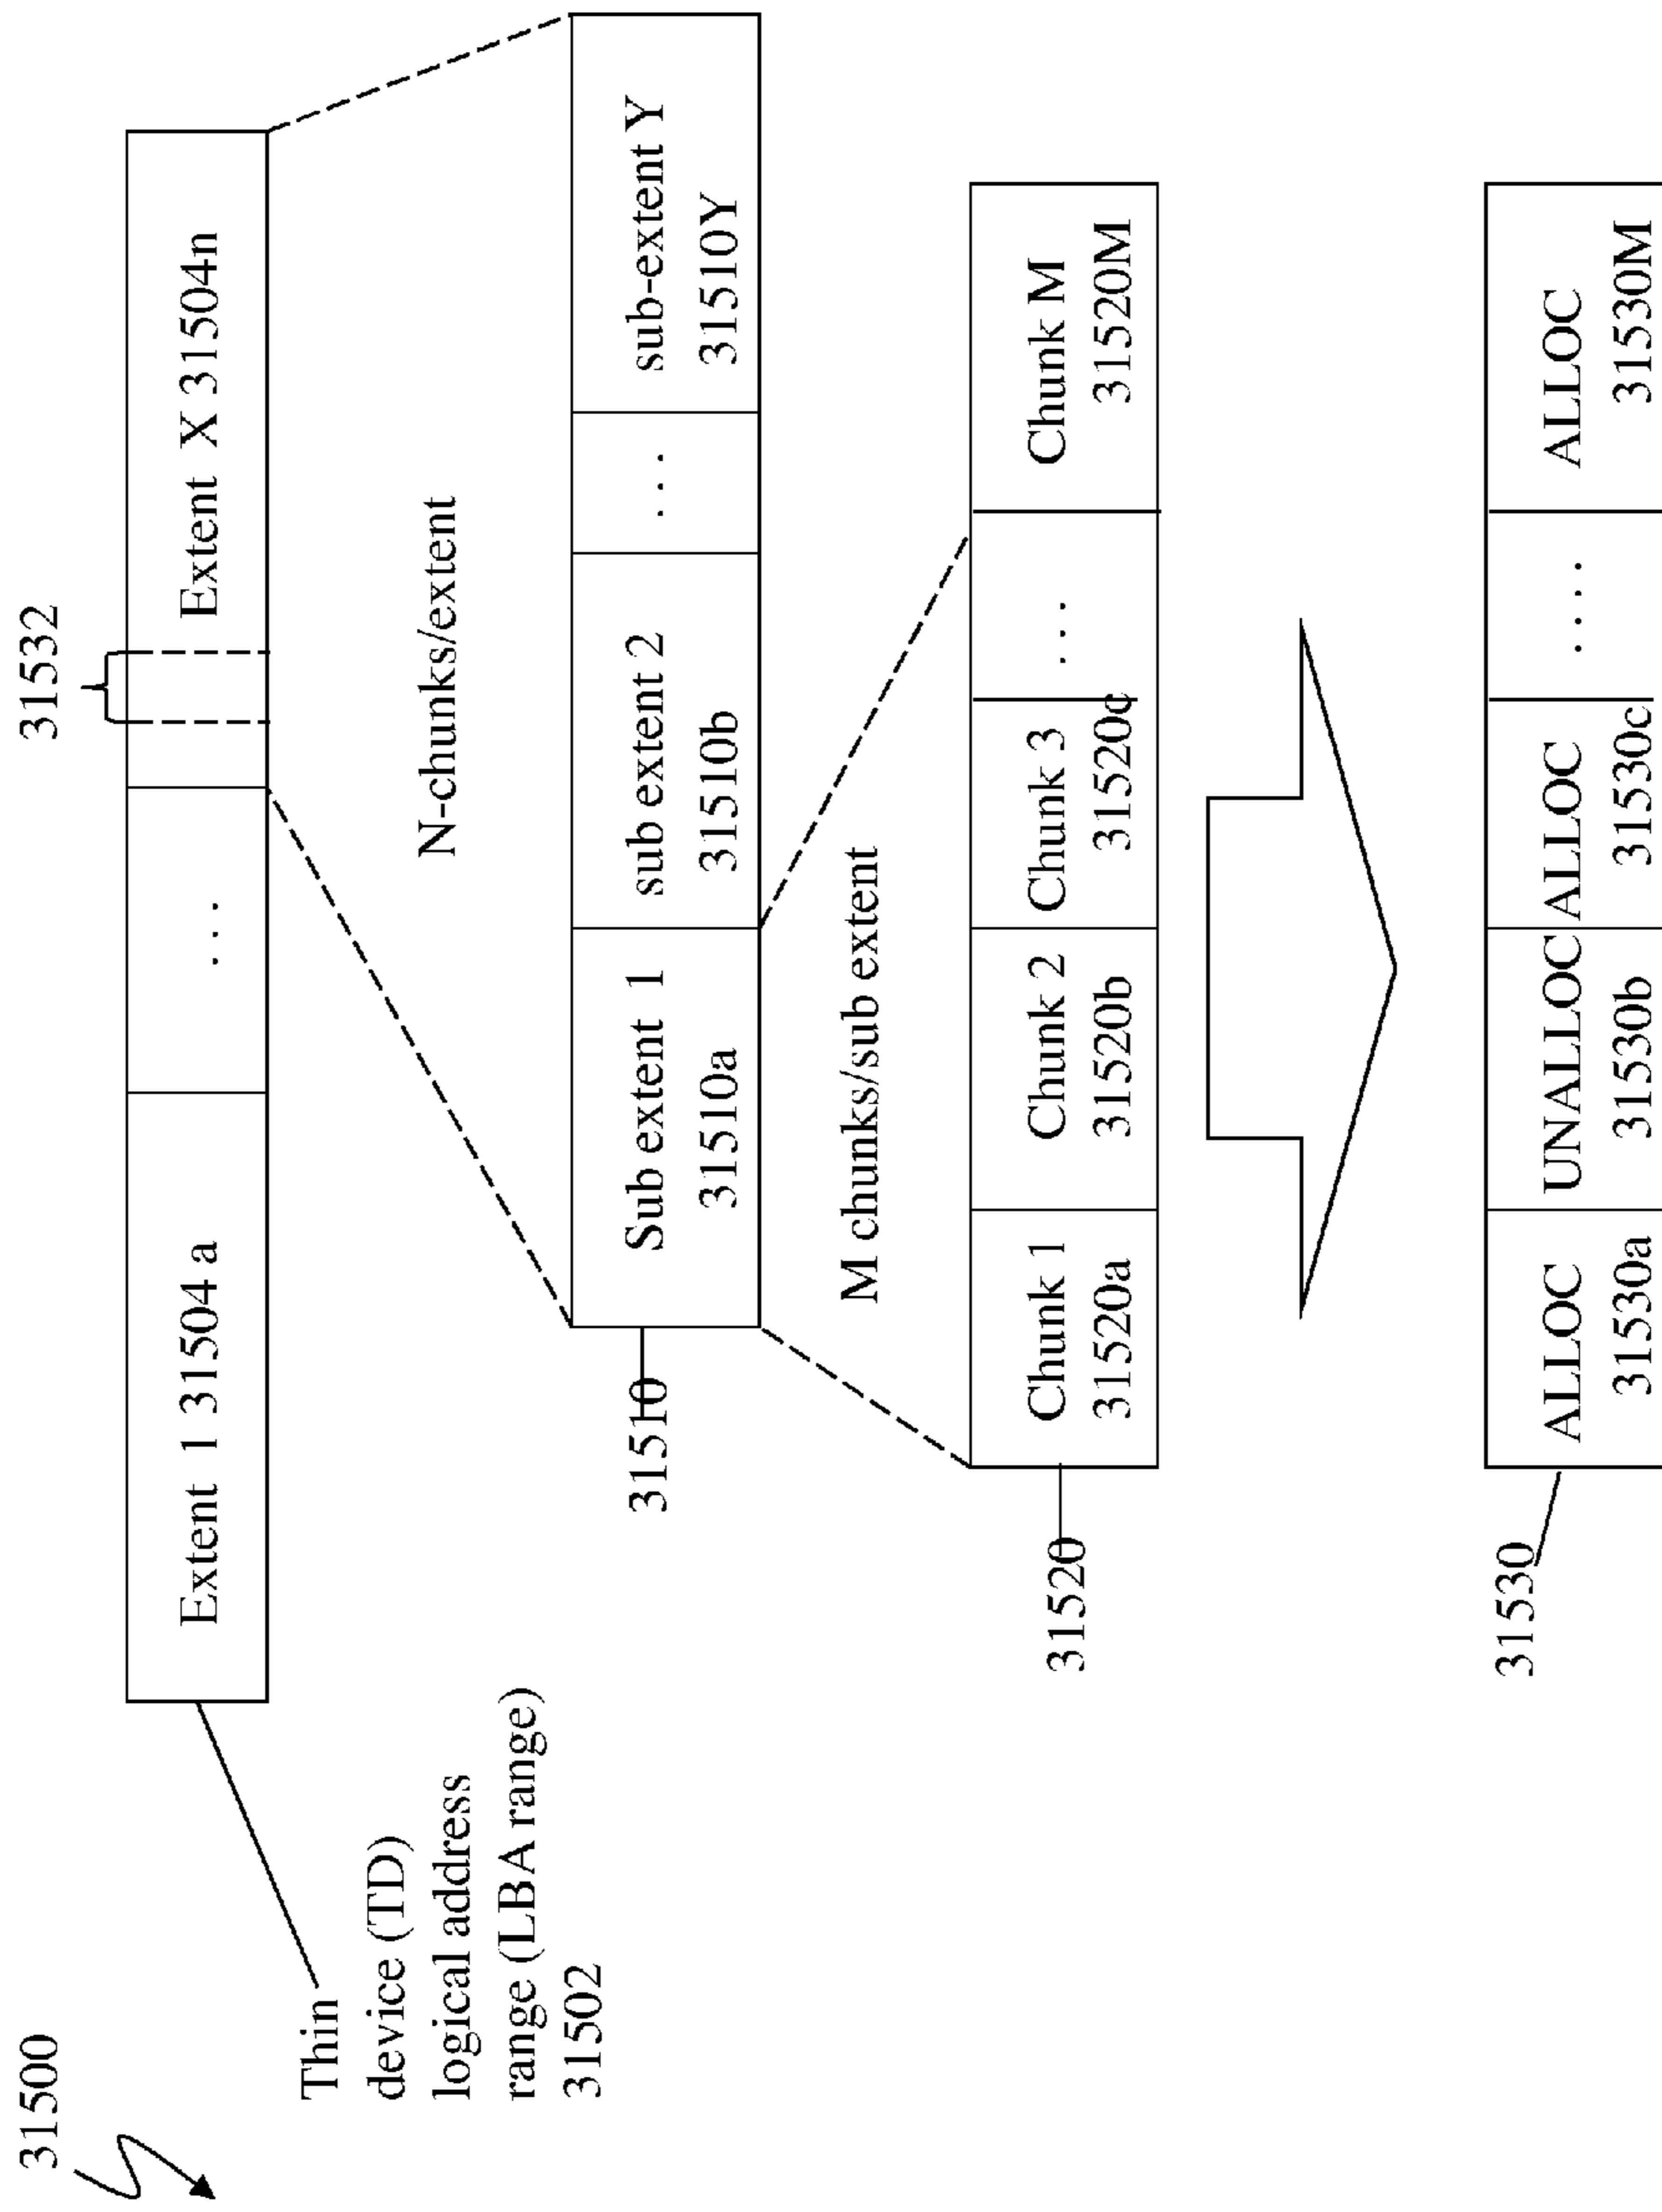 31500
31532
Extent 1 31504 a
...
Extent X 31504n
Thin
device (TD)
logical address
range (LBA range)
31502
N-chunks/extent
31510
Sub extent 1
31510a
sub extent 2
31510b
...
sub-extent Y
31510Y
M chunks/sub extent
31520
Chunk 1
31520a
Chunk 2
31520b
Chunk 3
31520c
...
Chunk M
31520M
31530
ALLOC
31530a
UNALLOC
31530b
ALLOC
31530c
....
ALLOC
31530M